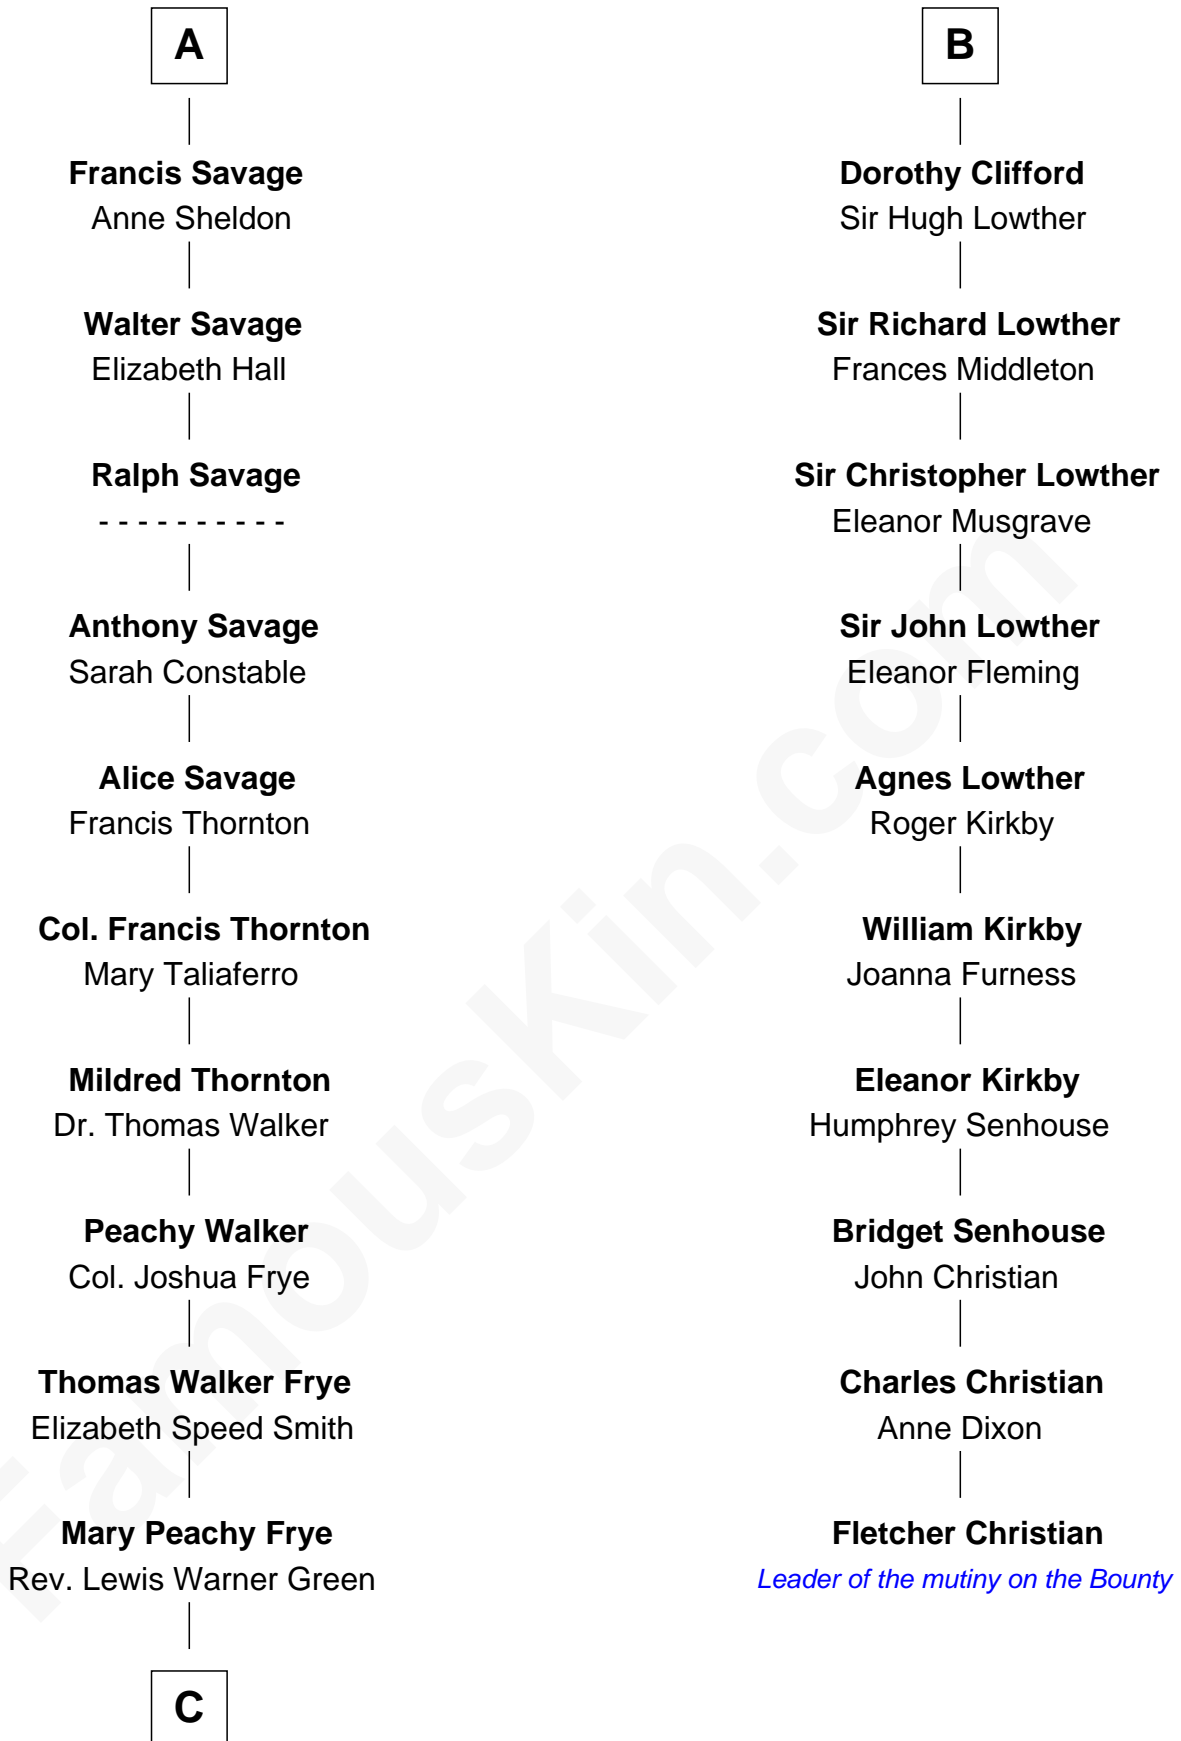 A
Francis Savage
Anne Sheldon
Walter Savage
Elizabeth Hall
Ralph Savage
- - - - - - - - - -
Anthony Savage
Sarah Constable
Alice Savage
Francis Thornton
Col. Francis Thornton
Mary Taliaferro
Mildred Thornton
Dr. Thomas Walker
Peachy Walker
Col. Joshua Frye
Thomas Walker Frye
Elizabeth Speed Smith
Mary Peachy Frye
Rev. Lewis Warner Green
C
B
Dorothy Clifford
Sir Hugh Lowther
Sir Richard Lowther
Frances Middleton
Sir Christopher Lowther
Eleanor Musgrave
Sir John Lowther
Eleanor Fleming
Agnes Lowther
Roger Kirkby
William Kirkby
Joanna Furness
Eleanor Kirkby
Humphrey Senhouse
Bridget Senhouse
John Christian
Charles Christian
Anne Dixon
Fletcher Christian
Leader of the mutiny on the Bounty
FamousKin.com